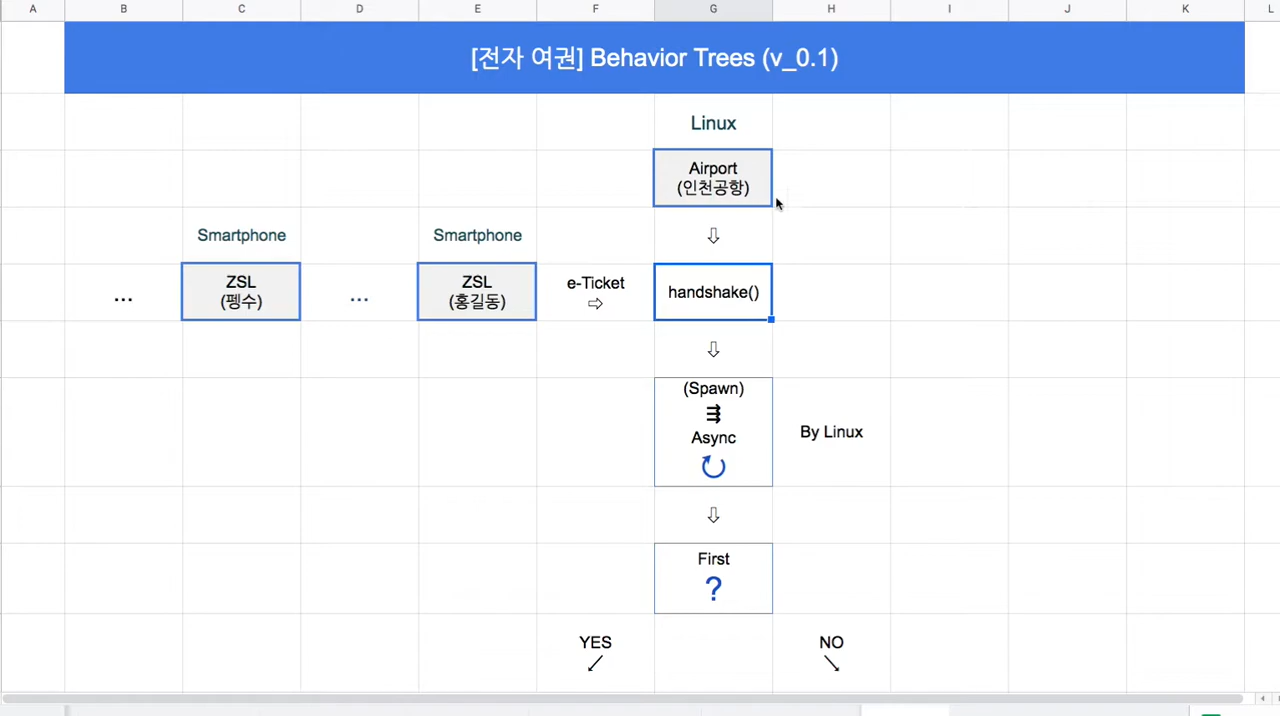 A B C D E F G H I J K L
[전자 여권] Behavior Trees (v_0.1)
Linux
Airport
(인천공항)
⇩
Smartphone Smartphone
... ZSL ... ZSL e-Ticket handshake()
(펭수) (홍길동) ⇨
⇩
(Spawn)
⇶
Async By Linux
↻
⇩
First
?
YES NO
↙ ↘